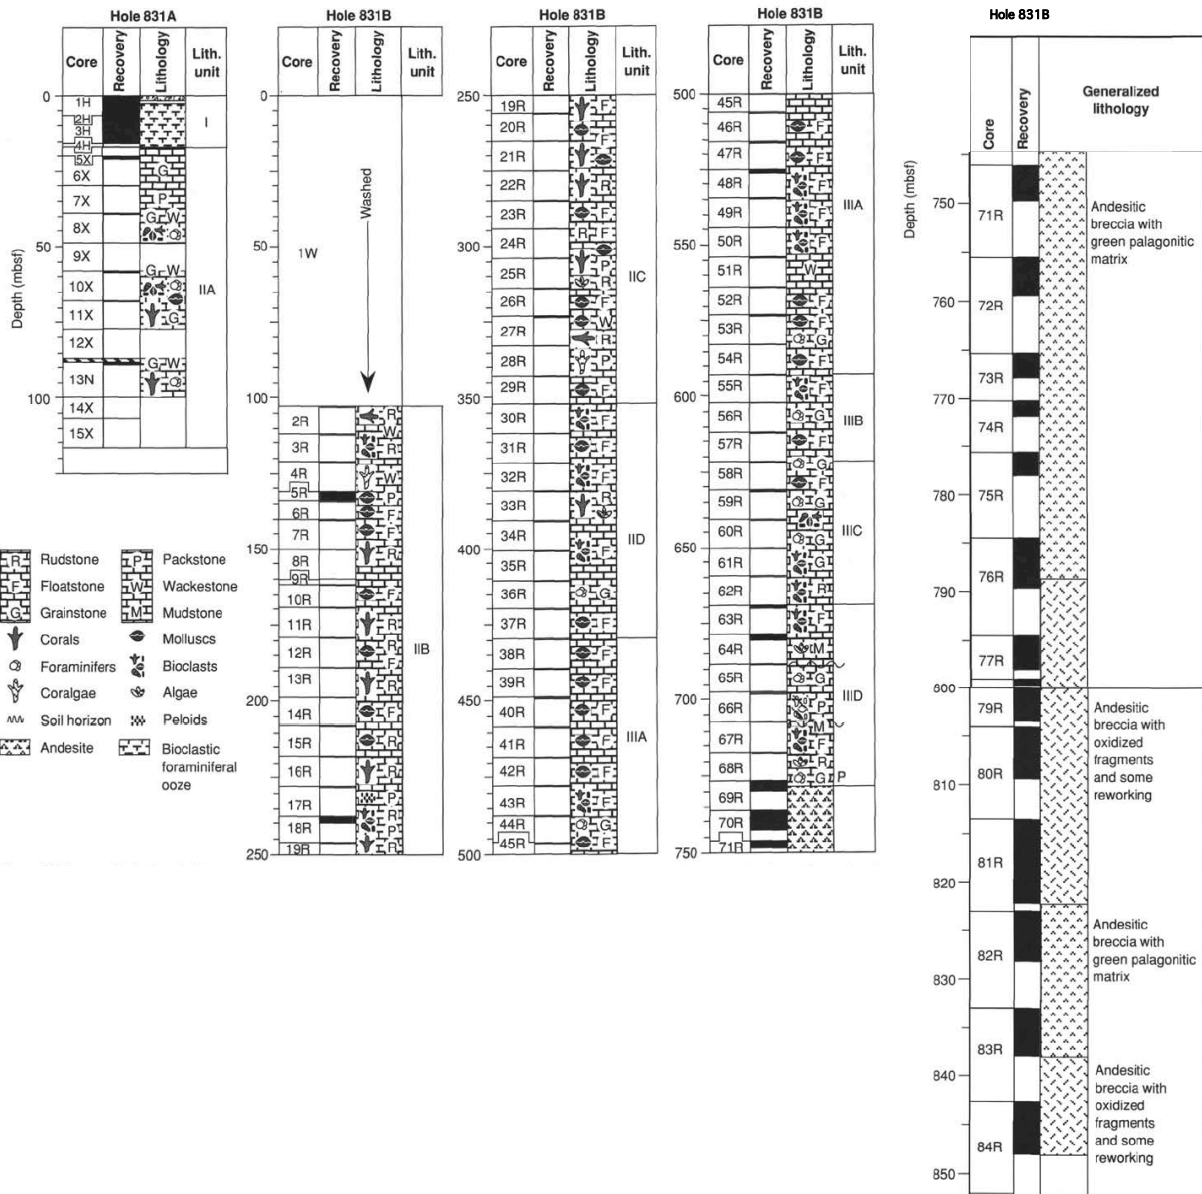 Hole 831A
Core
Recovery
Lithology
Lith.
unit
Depth (mbsf)
0
50
100
1H
2H
3H
4H
5X
6X
7X
8X
9X
10X
11X
12X
13N
14X
15X
G
P
G W
G W
G
G W
I
IIA
Hole 831B
Core
Recovery
Lithology
Lith.
unit
0
50
100
150
200
250
1W
Washed
2R
3R
4R
5R
6R
7R
8R
9R
10R
11R
12R
13R
14R
15R
16R
17R
18R
19R
R
W
R
W
P
F
F
R
F
R
R
F
R
F
R
R
P
R
P
R
IIB
Hole 831B
Core
Recovery
Lithology
Lith.
unit
250
300
350
400
450
500
19R
20R
21R
22R
23R
24R
25R
26R
27R
28R
29R
30R
31R
32R
33R
34R
35R
36R
37R
38R
39R
40R
41R
42R
43R
44R
45R
F
F
F
R
F
R F
P
R
F
W
R
P
F
F
F
F
R
F
G
F
F
F
F
F
F
F
G
F
IIC
IID
IIIA
Hole 831B
Core
Recovery
Lithology
Lith.
unit
500
550
600
650
700
750
45R
46R
47R
48R
49R
50R
51R
52R
53R
54R
55R
56R
57R
58R
59R
60R
61R
62R
63R
64R
65R
66R
67R
68R
69R
70R
71R
F
F
F
F
F
W
F
F
G
F
F
G
F
G
F
G
G
G
R
F
M
G
P
M
F
R
G P
IIIA
IIIB
IIIC
IIID
Hole 831B
Core
Recovery
Generalized
lithology
Depth (mbsf)
750
760
770
780
790
800
810
820
830
840
850
71R
72R
73R
74R
75R
76R
77R
79R
80R
81R
82R
83R
84R
Andesitic
breccia with
green palagonitic
matrix
Andesitic
breccia with
oxidized
fragments
and some
reworking
Andesitic
breccia with
green palagonitic
matrix
Andesitic
breccia with
oxidized
fragments
and some
reworking
R Rudstone
F Floatstone
G Grainstone
Corals
Foraminifers
Coralgae
Soil horizon
Andesite
P Packstone
W Wackestone
M Mudstone
Molluscs
Bioclasts
Algae
Peloids
Bioclastic
foraminiferal
ooze